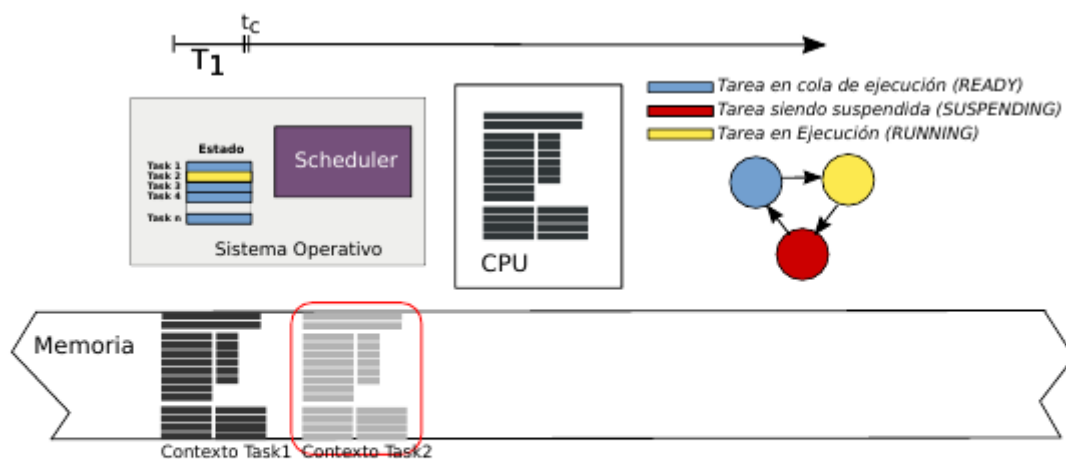 tc
T1
Tarea en cola de ejecución (READY)
Tarea siendo suspendida (SUSPENDING)
Tarea en Ejecución (RUNNING)
Estado
Task 1
Task 2
Task 3
Task 4
Task n
Scheduler
Sistema Operativo
CPU
Memoria
Contexto Task1
Contexto Task2